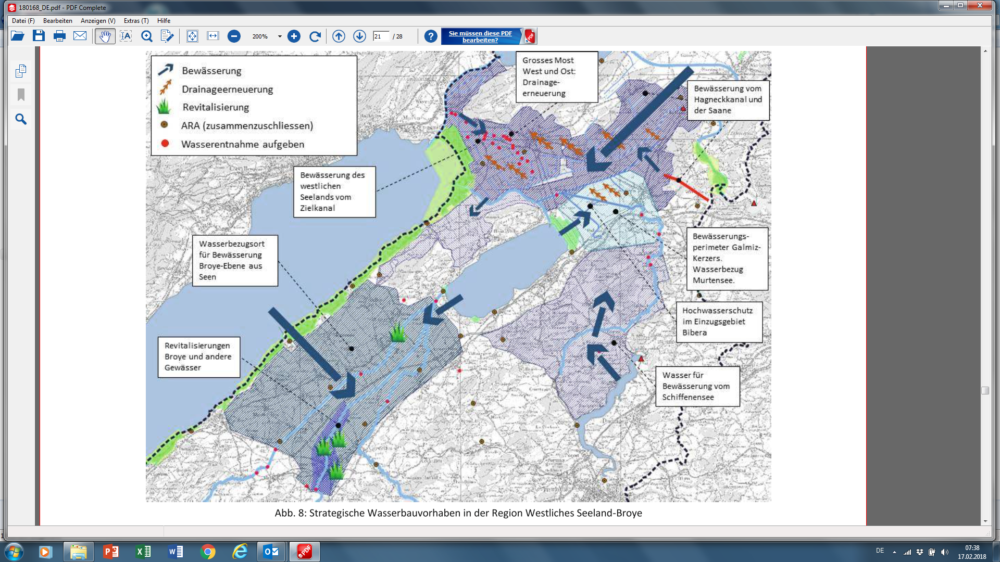 180168_DE.pdf - PDF Complete
Datei (F)
Bearbeiten
Anzeigen (V)
Extras (T)
Hilfe
200%
21
/ 28
Sie müssen diese PDF
bearbeiten?
Bewässerung
Drainageerneuerung
Revitalisierung
ARA (zusammenzuschliessen)
Wasserentnahme aufgeben
Grosses Most
West und Ost:
Drainage-
erneuerung
Bewässerung vom
Hagneckkanal und
der Saane
Bewässerung des
westlichen
Seelands vom
Zielkanal
Wasserbezugsort
für Bewässerung
Broye-Ebene aus
Seen
Bewässerungs-
perimeter Galmiz-
Kerzers.
Wasserbezug
Murtensee.
Hochwasserschutz
im Einzugsgebiet
Bibera
Revitalisierungen
Broye und andere
Gewässer
Wasser für
Bewässerung vom
Schiffenensee
Abb. 8: Strategische Wasserbauvorhaben in der Region Westliches Seeland-Broye
DE
07:38
17.02.2018